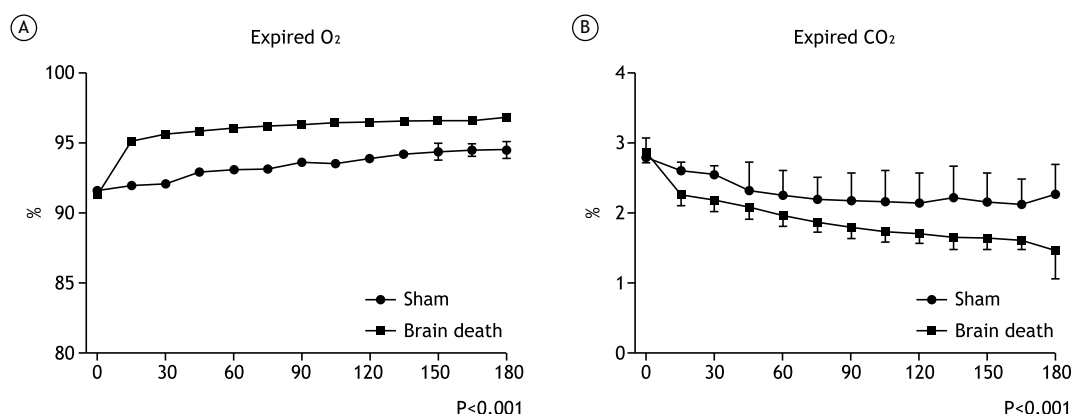 A
Expired O₂
100
95
90
85
80
%
Sham
Brain death
0 30 60 90 120 150 180
P<0.001
B
Expired CO₂
4
3
2
1
0
%
Sham
Brain death
0 30 60 90 120 150 180
P<0.001